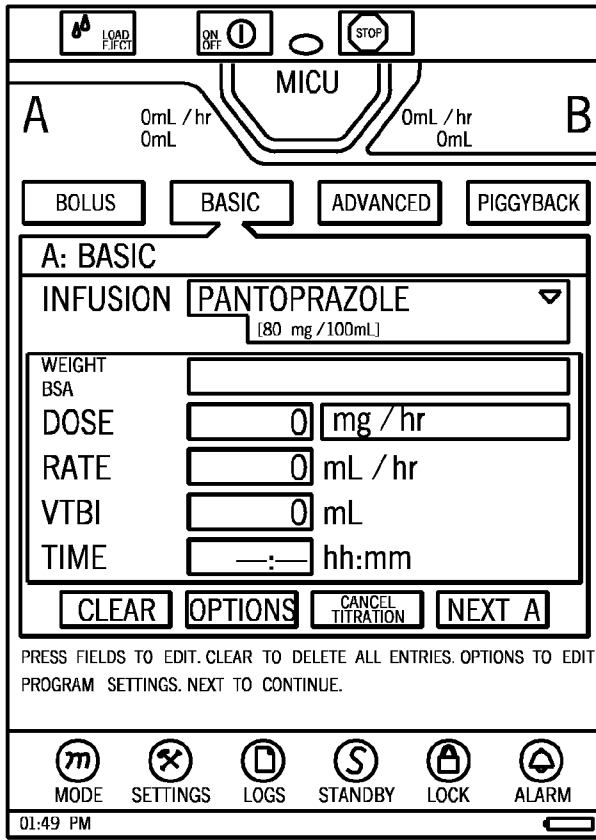 LOAD
EJECT
ON
OFF
STOP
MICU
A
0mL / hr
0mL
0mL / hr
0mL
B
BOLUS
BASIC
ADVANCED
PIGGYBACK
A: BASIC
INFUSION PANTOPRAZOLE
[80 mg/100mL]
WEIGHT
BSA
DOSE 0 mg / hr
RATE 0 mL / hr
VTBI 0 mL
TIME —:— hh:mm
CLEAR OPTIONS CANCEL TITRATION NEXT A
PRESS FIELDS TO EDIT. CLEAR TO DELETE ALL ENTRIES. OPTIONS TO EDIT
PROGRAM SETTINGS. NEXT TO CONTINUE.
m S
MODE SETTINGS LOGS STANDBY LOCK ALARM
01:49 PM